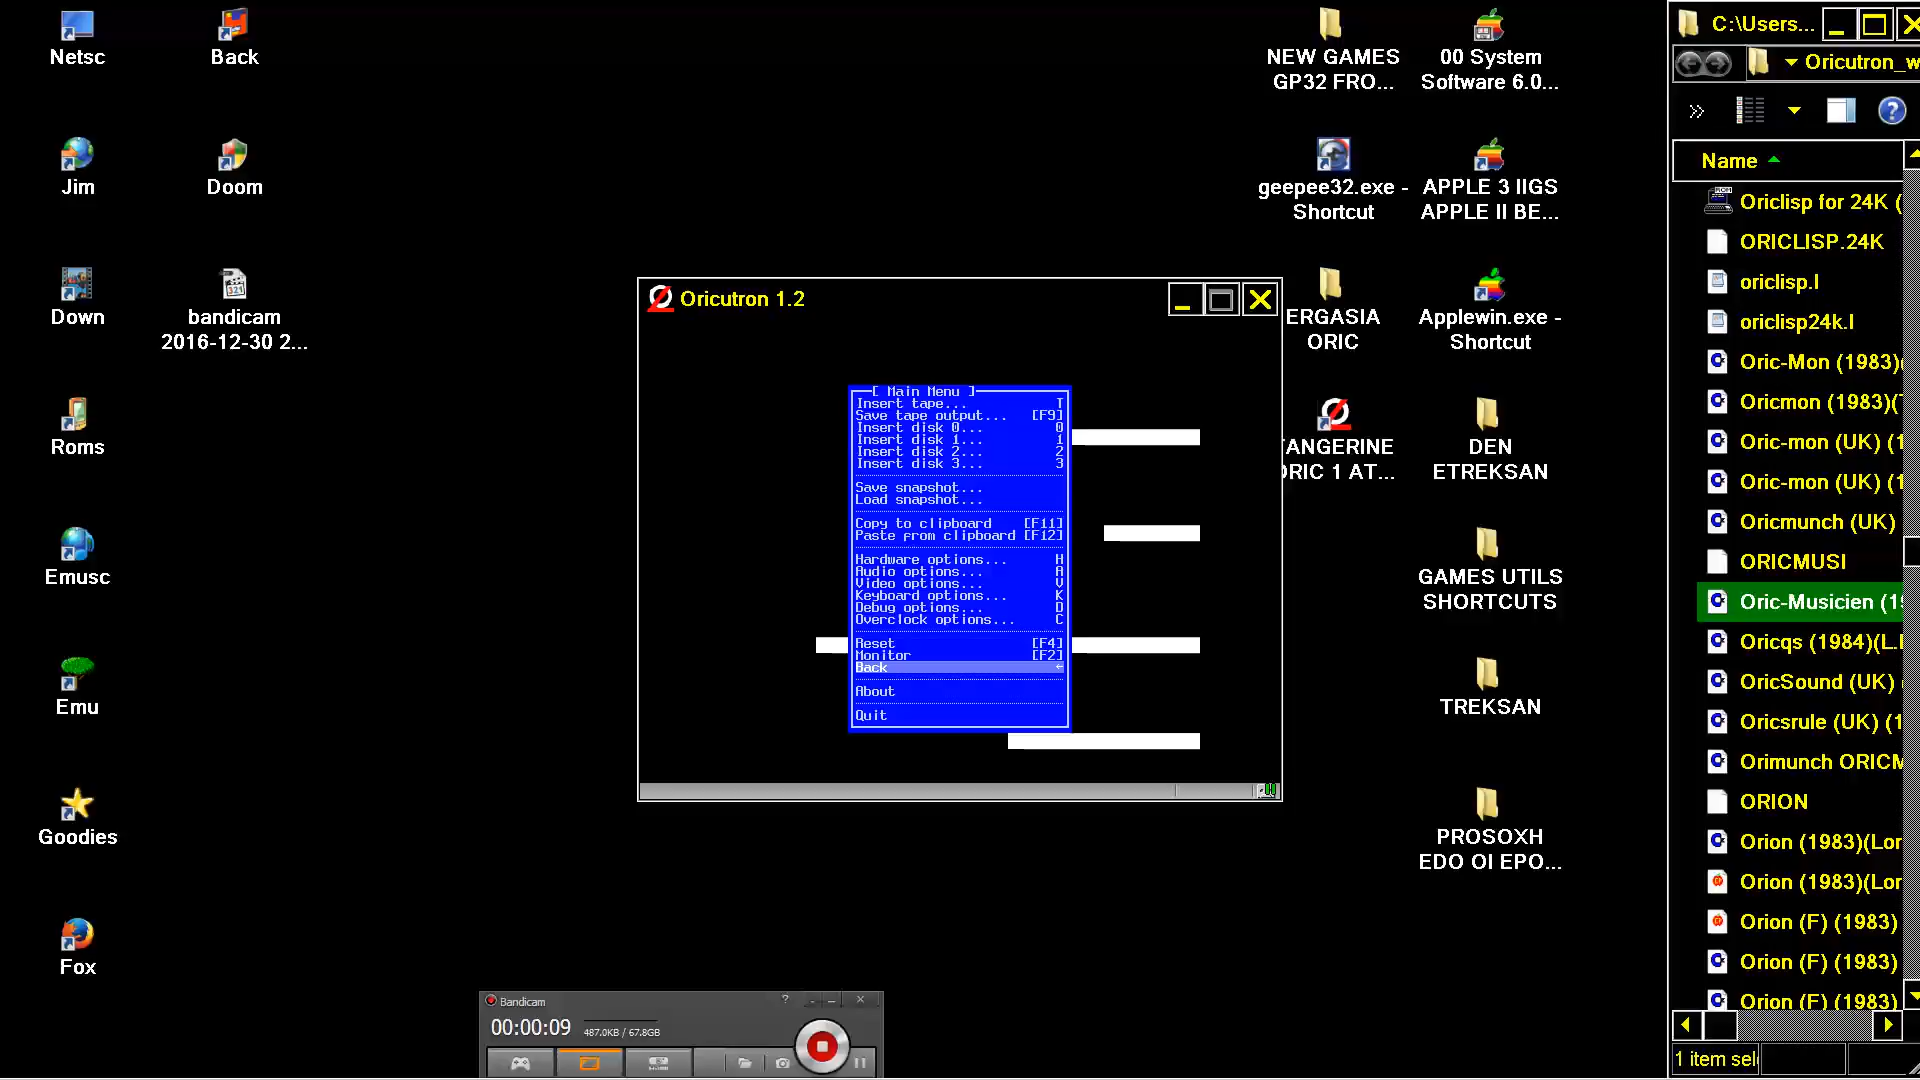 Netsc
Back
Jim
Doom
Down
bandicam
2016-12-30 2...
Roms
Emusc
Emu
Goodies
Fox
Oricutron 1.2
[ Main Menu ]
Insert tape... T
Save tape output... [F9]
Insert disk 0... 0
Insert disk 1... 1
Insert disk 2... 2
Insert disk 3... 3
Save snapshot...
Load snapshot...
Copy to clipboard [F11]
Paste from clipboard [F12]
Hardware options... H
Audio options... A
Video options... V
Keyboard options... K
Debug options... D
Overclock options... C
Reset [F4]
Monitor [F2]
Back ←
About
Quit
Bandicam
?
00:00:09
487.0KB / 67.8GB
NEW GAMES
GP32 FRO...
00 System
Software 6.0...
geepee32.exe -
Shortcut
APPLE 3 IIGS
APPLE II BE...
ERGASIA
ORIC
Applewin.exe -
Shortcut
ANGERINE
ORIC 1 AT...
DEN
ETREKSAN
GAMES UTILS
SHORTCUTS
TREKSAN
PROSOXH
EDO OI EPO...
C:\Users...
Oricutron_w
Name
Oriclisp for 24K (
ORICLISP.24K
oriclisp.l
oriclisp24k.l
Oric-Mon (1983)(
Oricmon (1983)(
Oric-mon (UK) (1
Oric-mon (UK) (1
Oricmunch (UK)
ORICMUSI
Oric-Musicien (19
Oricqs (1984)(L.
OricSound (UK)
Oricsrule (UK) (1
Orimunch ORICM
ORION
Orion (1983)(Lor
Orion (1983)(Lor
Orion (F) (1983)
Orion (F) (1983)
Orion (F) (1983)
1 item sel